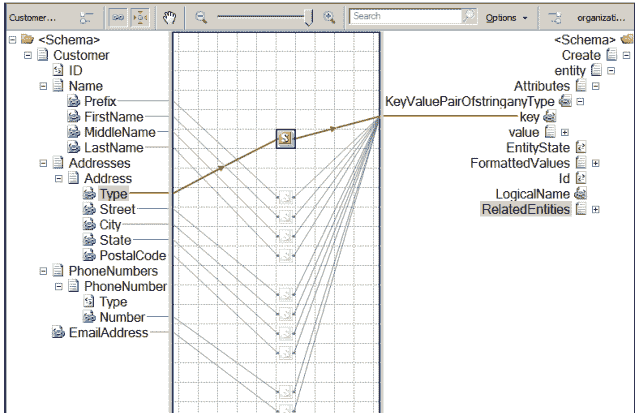 Customer... Search Options organizati...
<Schema>
Customer
ID
Name
Prefix
FirstName
MiddleName
LastName
Addresses
Address
Type
Street
City
State
PostalCode
PhoneNumbers
PhoneNumber
Type
Number
EmailAddress
<Schema>
Create
entity
Attributes
KeyValuePairOfstringanyType
key
value
EntityState
FormattedValues
Id
LogicalName
RelatedEntities